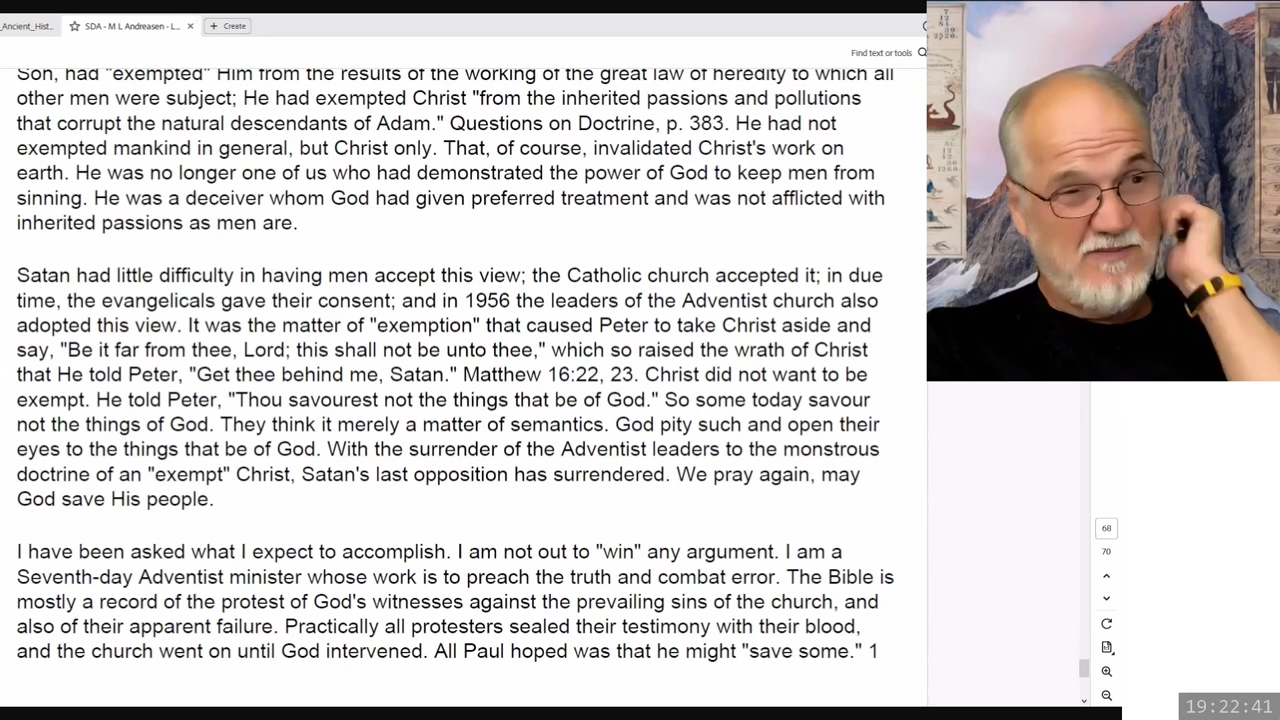 _Ancient_Hist...
SDA - M L Andreasen - L...
Create
Find text or tools
Son, had "exempted" Him from the results of the working of the great law of heredity to which all
other men were subject; He had exempted Christ "from the inherited passions and pollutions
that corrupt the natural descendants of Adam." Questions on Doctrine, p. 383. He had not
exempted mankind in general, but Christ only. That, of course, invalidated Christ's work on
earth. He was no longer one of us who had demonstrated the power of God to keep men from
sinning. He was a deceiver whom God had given preferred treatment and was not afflicted with
inherited passions as men are.
Satan had little difficulty in having men accept this view; the Catholic church accepted it; in due
time, the evangelicals gave their consent; and in 1956 the leaders of the Adventist church also
adopted this view. It was the matter of "exemption" that caused Peter to take Christ aside and
say, "Be it far from thee, Lord; this shall not be unto thee," which so raised the wrath of Christ
that He told Peter, "Get thee behind me, Satan." Matthew 16:22, 23. Christ did not want to be
exempt. He told Peter, "Thou savourest not the things that be of God." So some today savour
not the things of God. They think it merely a matter of semantics. God pity such and open their
eyes to the things that be of God. With the surrender of the Adventist leaders to the monstrous
doctrine of an "exempt" Christ, Satan's last opposition has surrendered. We pray again, may
God save His people.
I have been asked what I expect to accomplish. I am not out to "win" any argument. I am a
Seventh-day Adventist minister whose work is to preach the truth and combat error. The Bible is
mostly a record of the protest of God's witnesses against the prevailing sins of the church, and
also of their apparent failure. Practically all protesters sealed their testimony with their blood,
and the church went on until God intervened. All Paul hoped was that he might "save some." 1
68
70
19:22:41